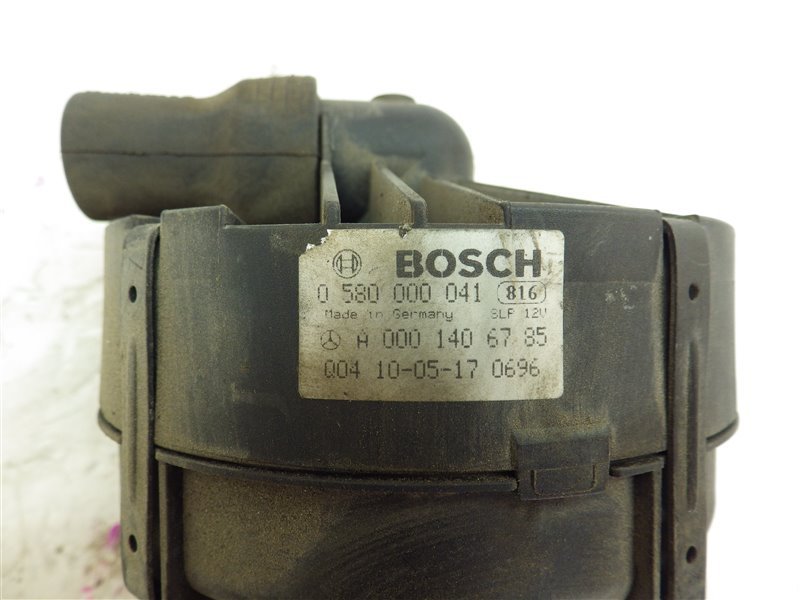 BOSCH
0 580 000 041 816
Made in Germany SLP 12V
A 000 140 67 85
Q04 10-05-17 0696